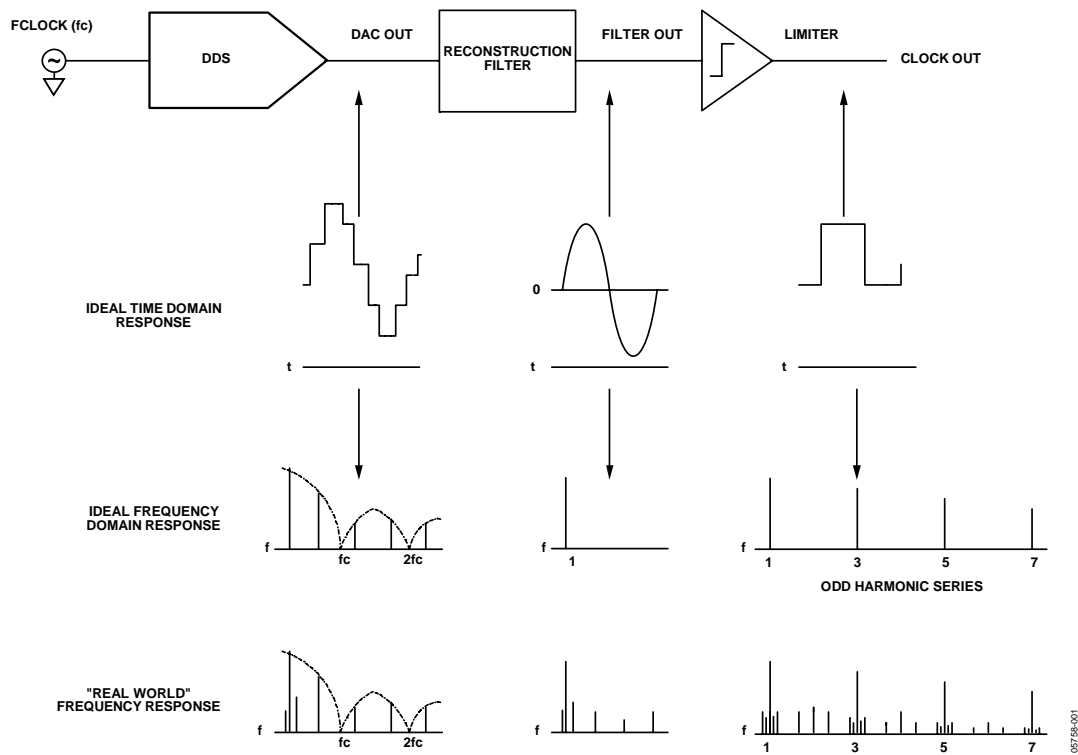 FCLOCK (fc)
~
DDS
DAC OUT
RECONSTRUCTION
FILTER
FILTER OUT
LIMITER
CLOCK OUT
IDEAL TIME DOMAIN
RESPONSE
0
t
t
t
IDEAL FREQUENCY
DOMAIN RESPONSE
f
fc
2fc
f
1
f
1
3
5
7
ODD HARMONIC SERIES
"REAL WORLD"
FREQUENCY RESPONSE
f
fc
2fc
f
f
1
3
5
7
05758-001